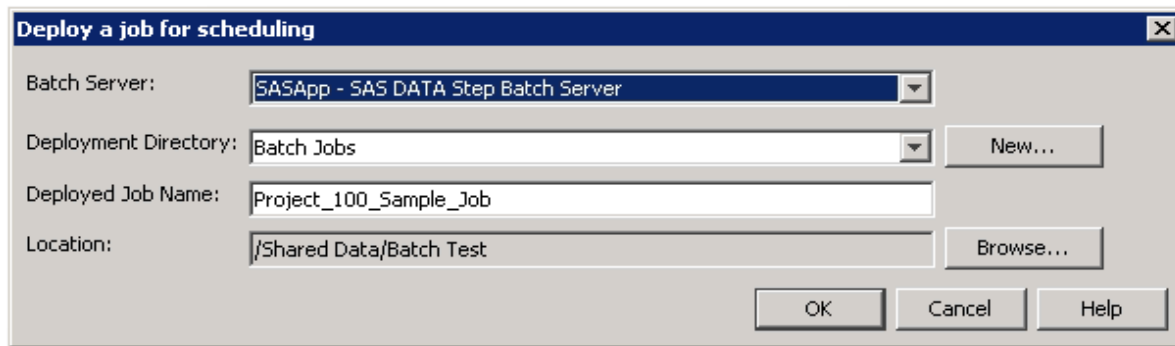 Deploy a job for scheduling
Batch Server: SASApp - SAS DATA Step Batch Server
Deployment Directory: Batch Jobs New...
Deployed Job Name: Project_100_Sample_Job
Location: /Shared Data/Batch Test Browse...
OK Cancel Help